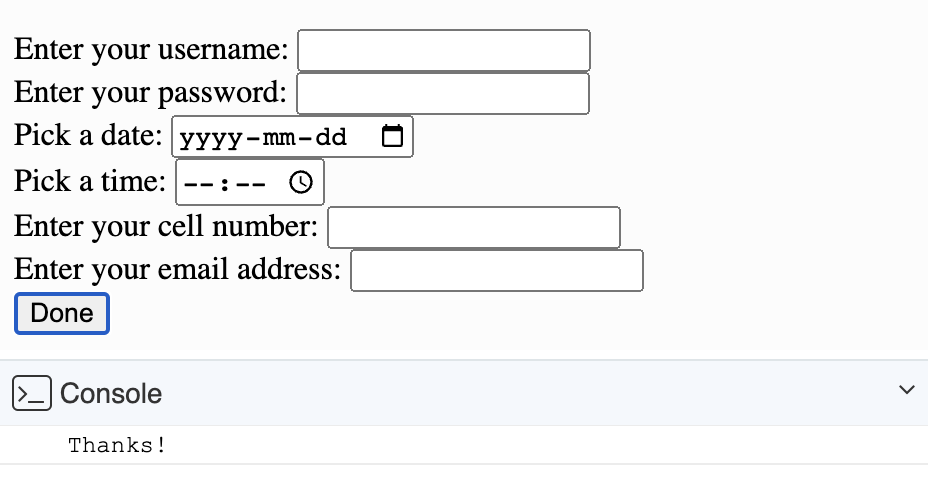 Enter your username:
Enter your password:
Pick a date: yyyy-mm-dd
Pick a time: --:--
Enter your cell number:
Enter your email address:
Done
>_ Console
Thanks!